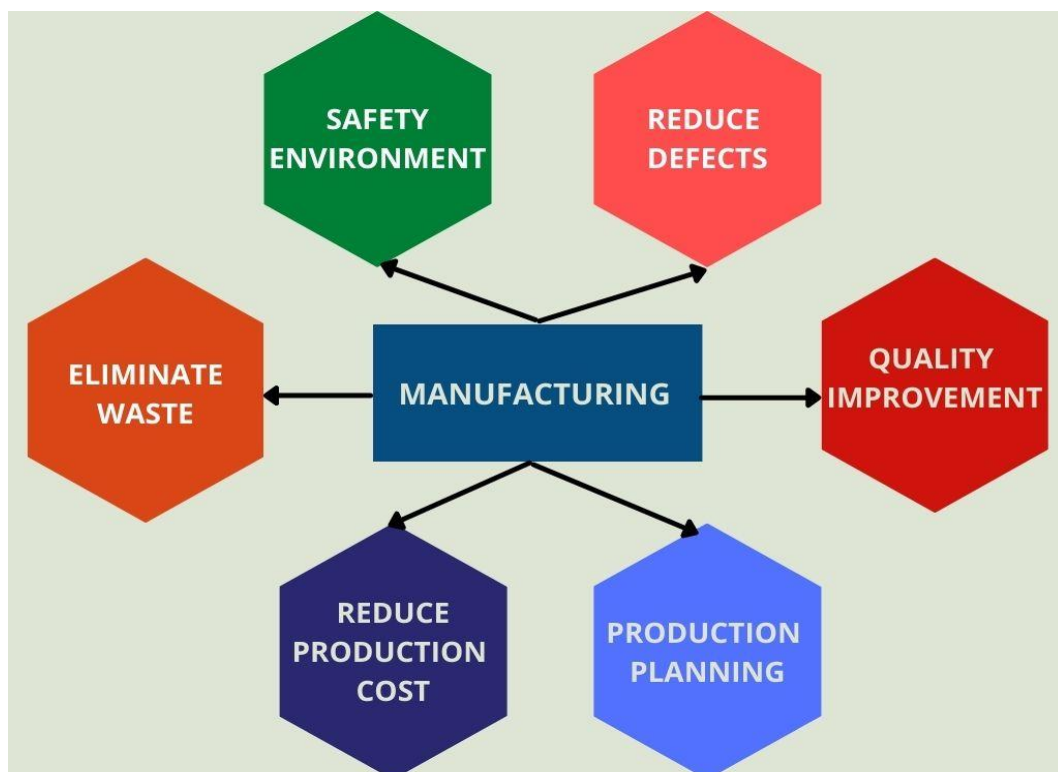 SAFETY
ENVIRONMENT
REDUCE
DEFECTS
ELIMINATE
WASTE
MANUFACTURING
QUALITY
IMPROVEMENT
REDUCE
PRODUCTION
COST
PRODUCTION
PLANNING